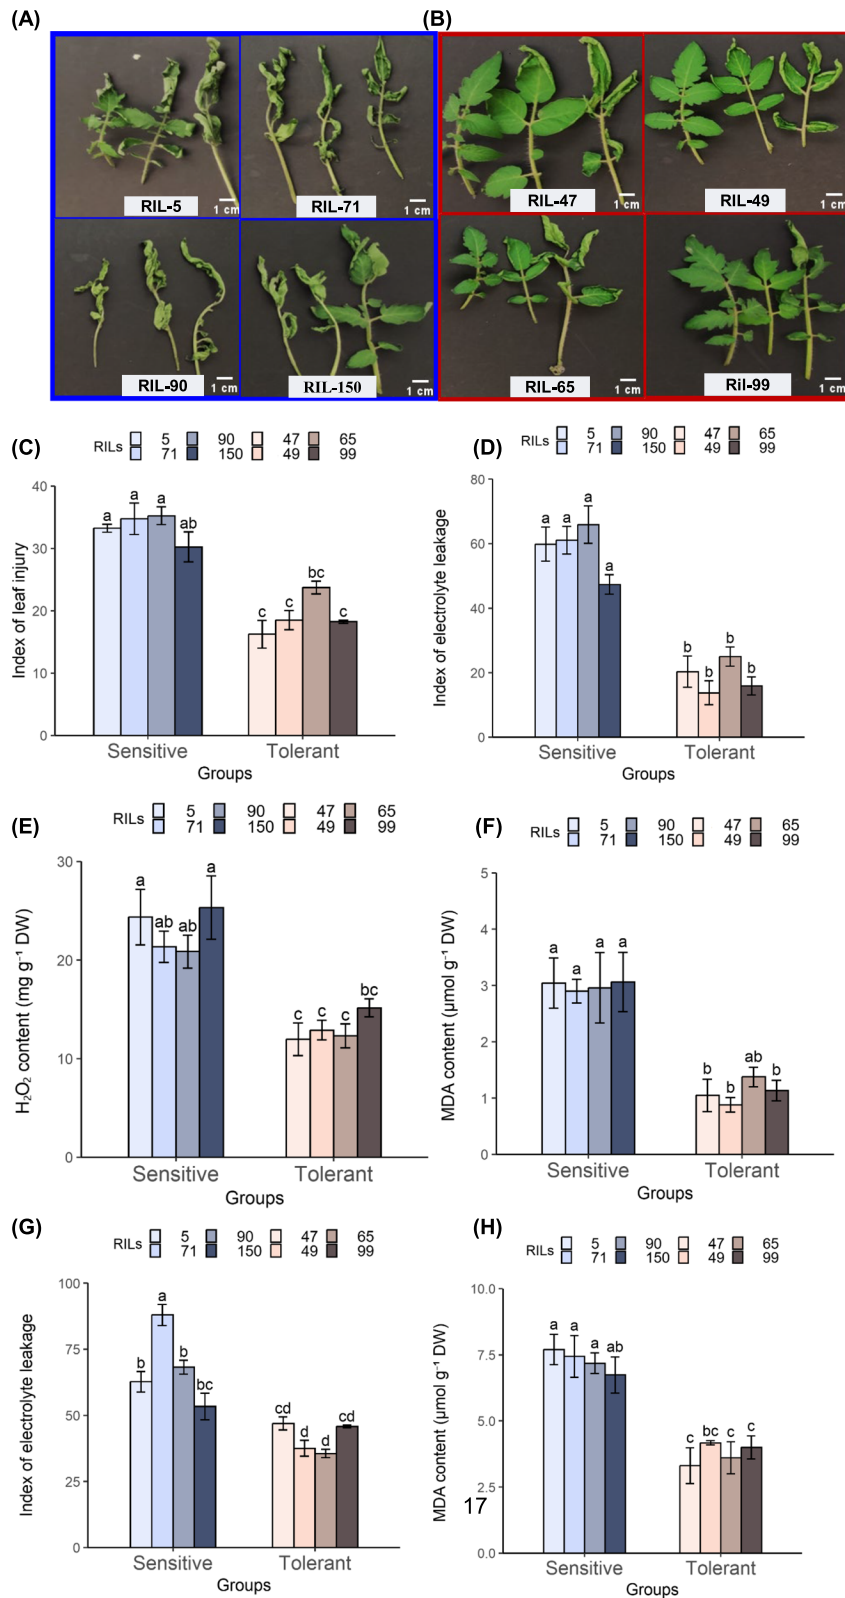 (A)
(B)
RIL-5
1 cm
RIL-71
1 cm
RIL-47
1 cm
RIL-49
1 cm
RIL-90
1 cm
RIL-150
1 cm
RIL-65
1 cm
Ril-99
1 cm
(C)
RILs 5 90 47 65
71 150 49 99
Index of leaf injury
40
30
20
10
0
a a a ab
c c bc c
Sensitive Tolerant
Groups
(D)
RILs 5 90 47 65
71 150 49 99
Index of electrolyte leakage
80
60
40
20
0
a a a a
b b b b
Sensitive Tolerant
Groups
(E)
RILs 5 90 47 65
71 150 49 99
H₂O₂ content (mg g⁻¹ DW)
30
20
10
0
a ab ab a
c c c bc
Sensitive Tolerant
Groups
(F)
RILs 5 90 47 65
71 150 49 99
MDA content (μmol g⁻¹ DW)
5
4
3
2
1
0
a a a a
b b ab b
Sensitive Tolerant
Groups
(G)
RILs 5 90 47 65
71 150 49 99
Index of electrolyte leakage
100
75
50
25
0
b a b bc
cd d d cd
Sensitive Tolerant
Groups
(H)
RILs 5 90 47 65
71 150 49 99
MDA content (μmol g⁻¹ DW)
10.0
7.5
5.0
2.5
0.0
a a a ab
c bc c c
17
Sensitive Tolerant
Groups